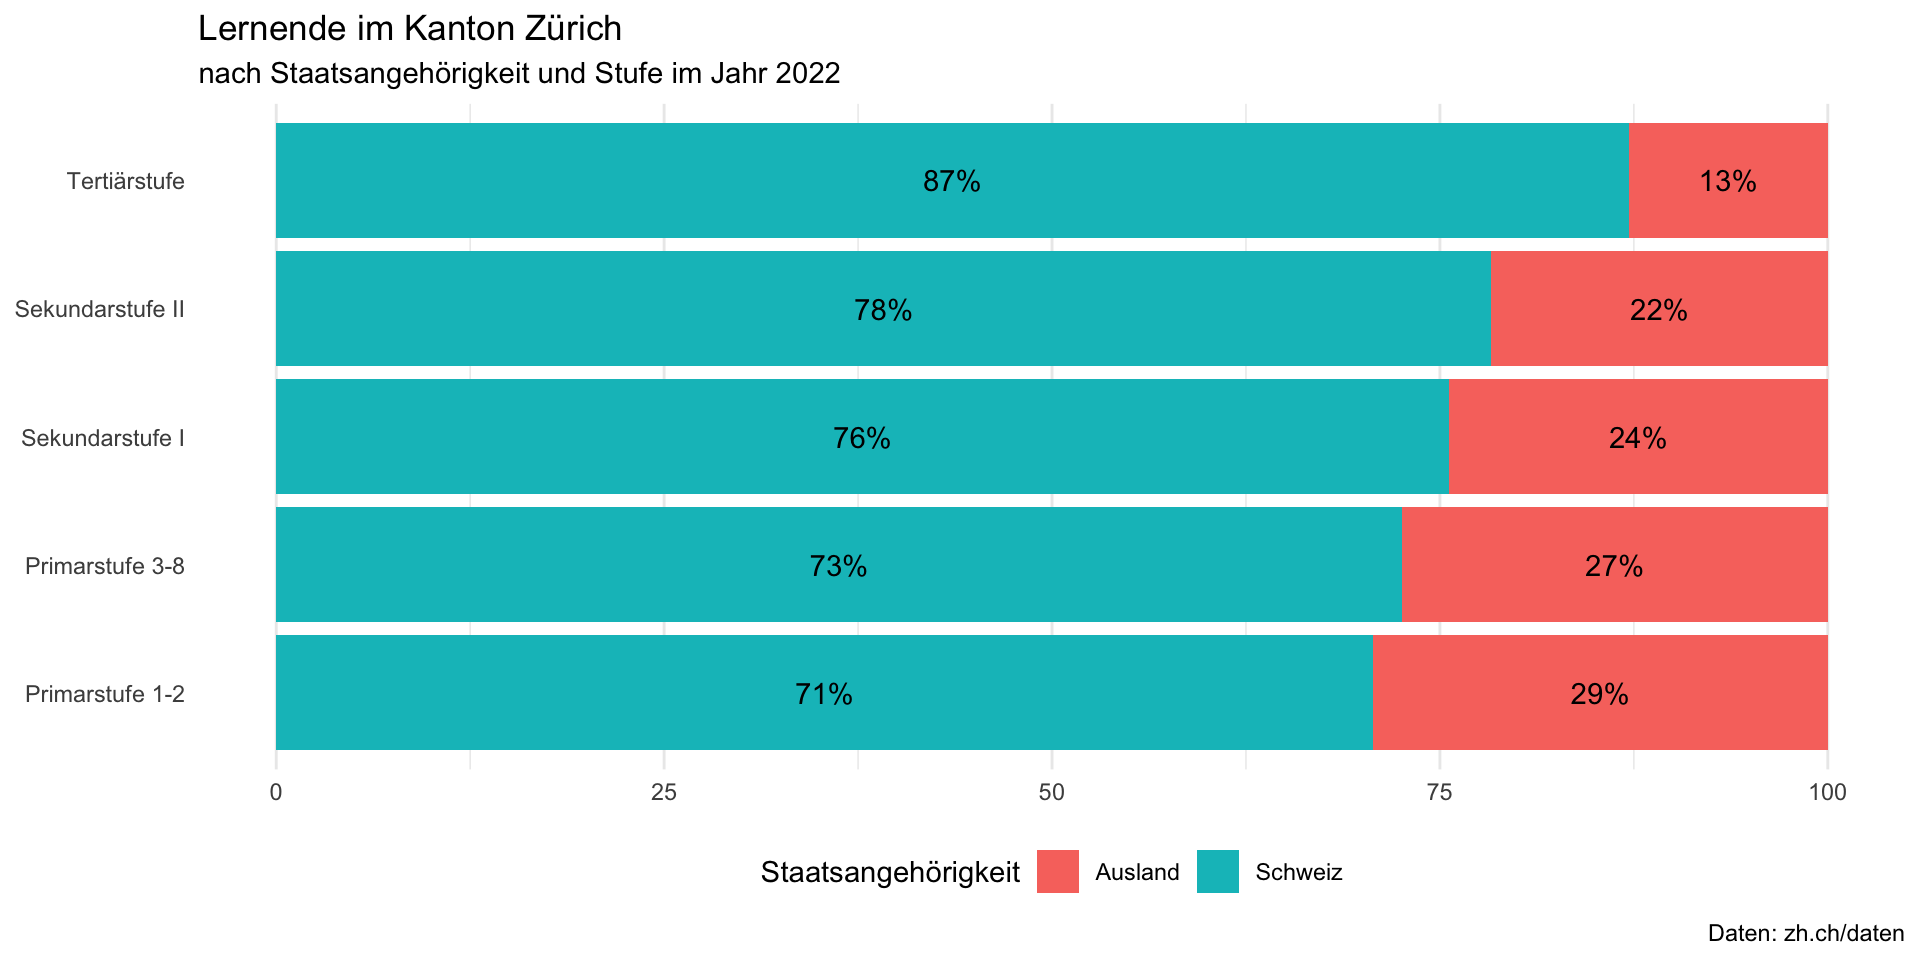 Lernende im Kanton Zürich
nach Staatsangehörigkeit und Stufe im Jahr 2022
Tertiärstufe 87% 13%
Sekundarstufe II 78% 22%
Sekundarstufe I 76% 24%
Primarstufe 3-8 73% 27%
Primarstufe 1-2 71% 29%
0 25 50 75 100
Staatsangehörigkeit Ausland Schweiz
Daten: zh.ch/daten